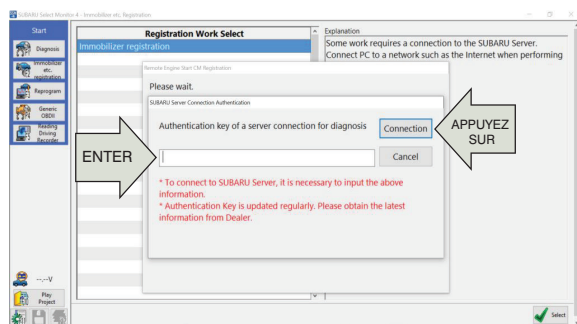 SUBARU Select Monitor 4 - Immobilizer etc. Registration
Start
Diagnosis
Immobilizer
etc.
registration
Reprogram
Generic
OBDII
Reading
Driving
Recorder
--.--V
Play
Project
Registration Work Select
Immobilizer registration
Explanation
Some work requires a connection to the SUBARU Server.
Connect PC to a network such as the Internet when performing
Remote Engine Start CM Registration
Please wait.
SUBARU Server Connection Authentication
Authentication key of a server connection for diagnosis
Connection
Cancel
* To connect to SUBARU Server, it is necessary to input the above
information.
* Authentication Key is updated regularly. Please obtain the latest
information from Dealer.
ENTER
APPUYEZ
SUR
Select